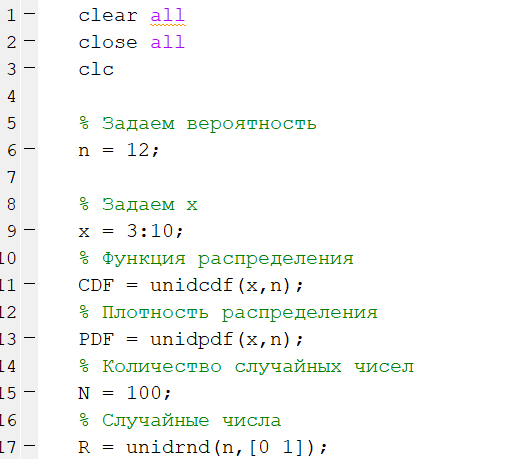 1 clear all
2 close all
3 clc
4
5 % Задаем вероятность
6 n = 12;
7
8 % Задаем x
9 x = 3:10;
10 % Функция распределения
11 CDF = unidcdf(x,n);
12 % Плотность распределения
13 PDF = unidpdf(x,n);
14 % Количество случайных чисел
15 N = 100;
16 % Случайные числа
17 R = unidrnd(n,[0 1]);